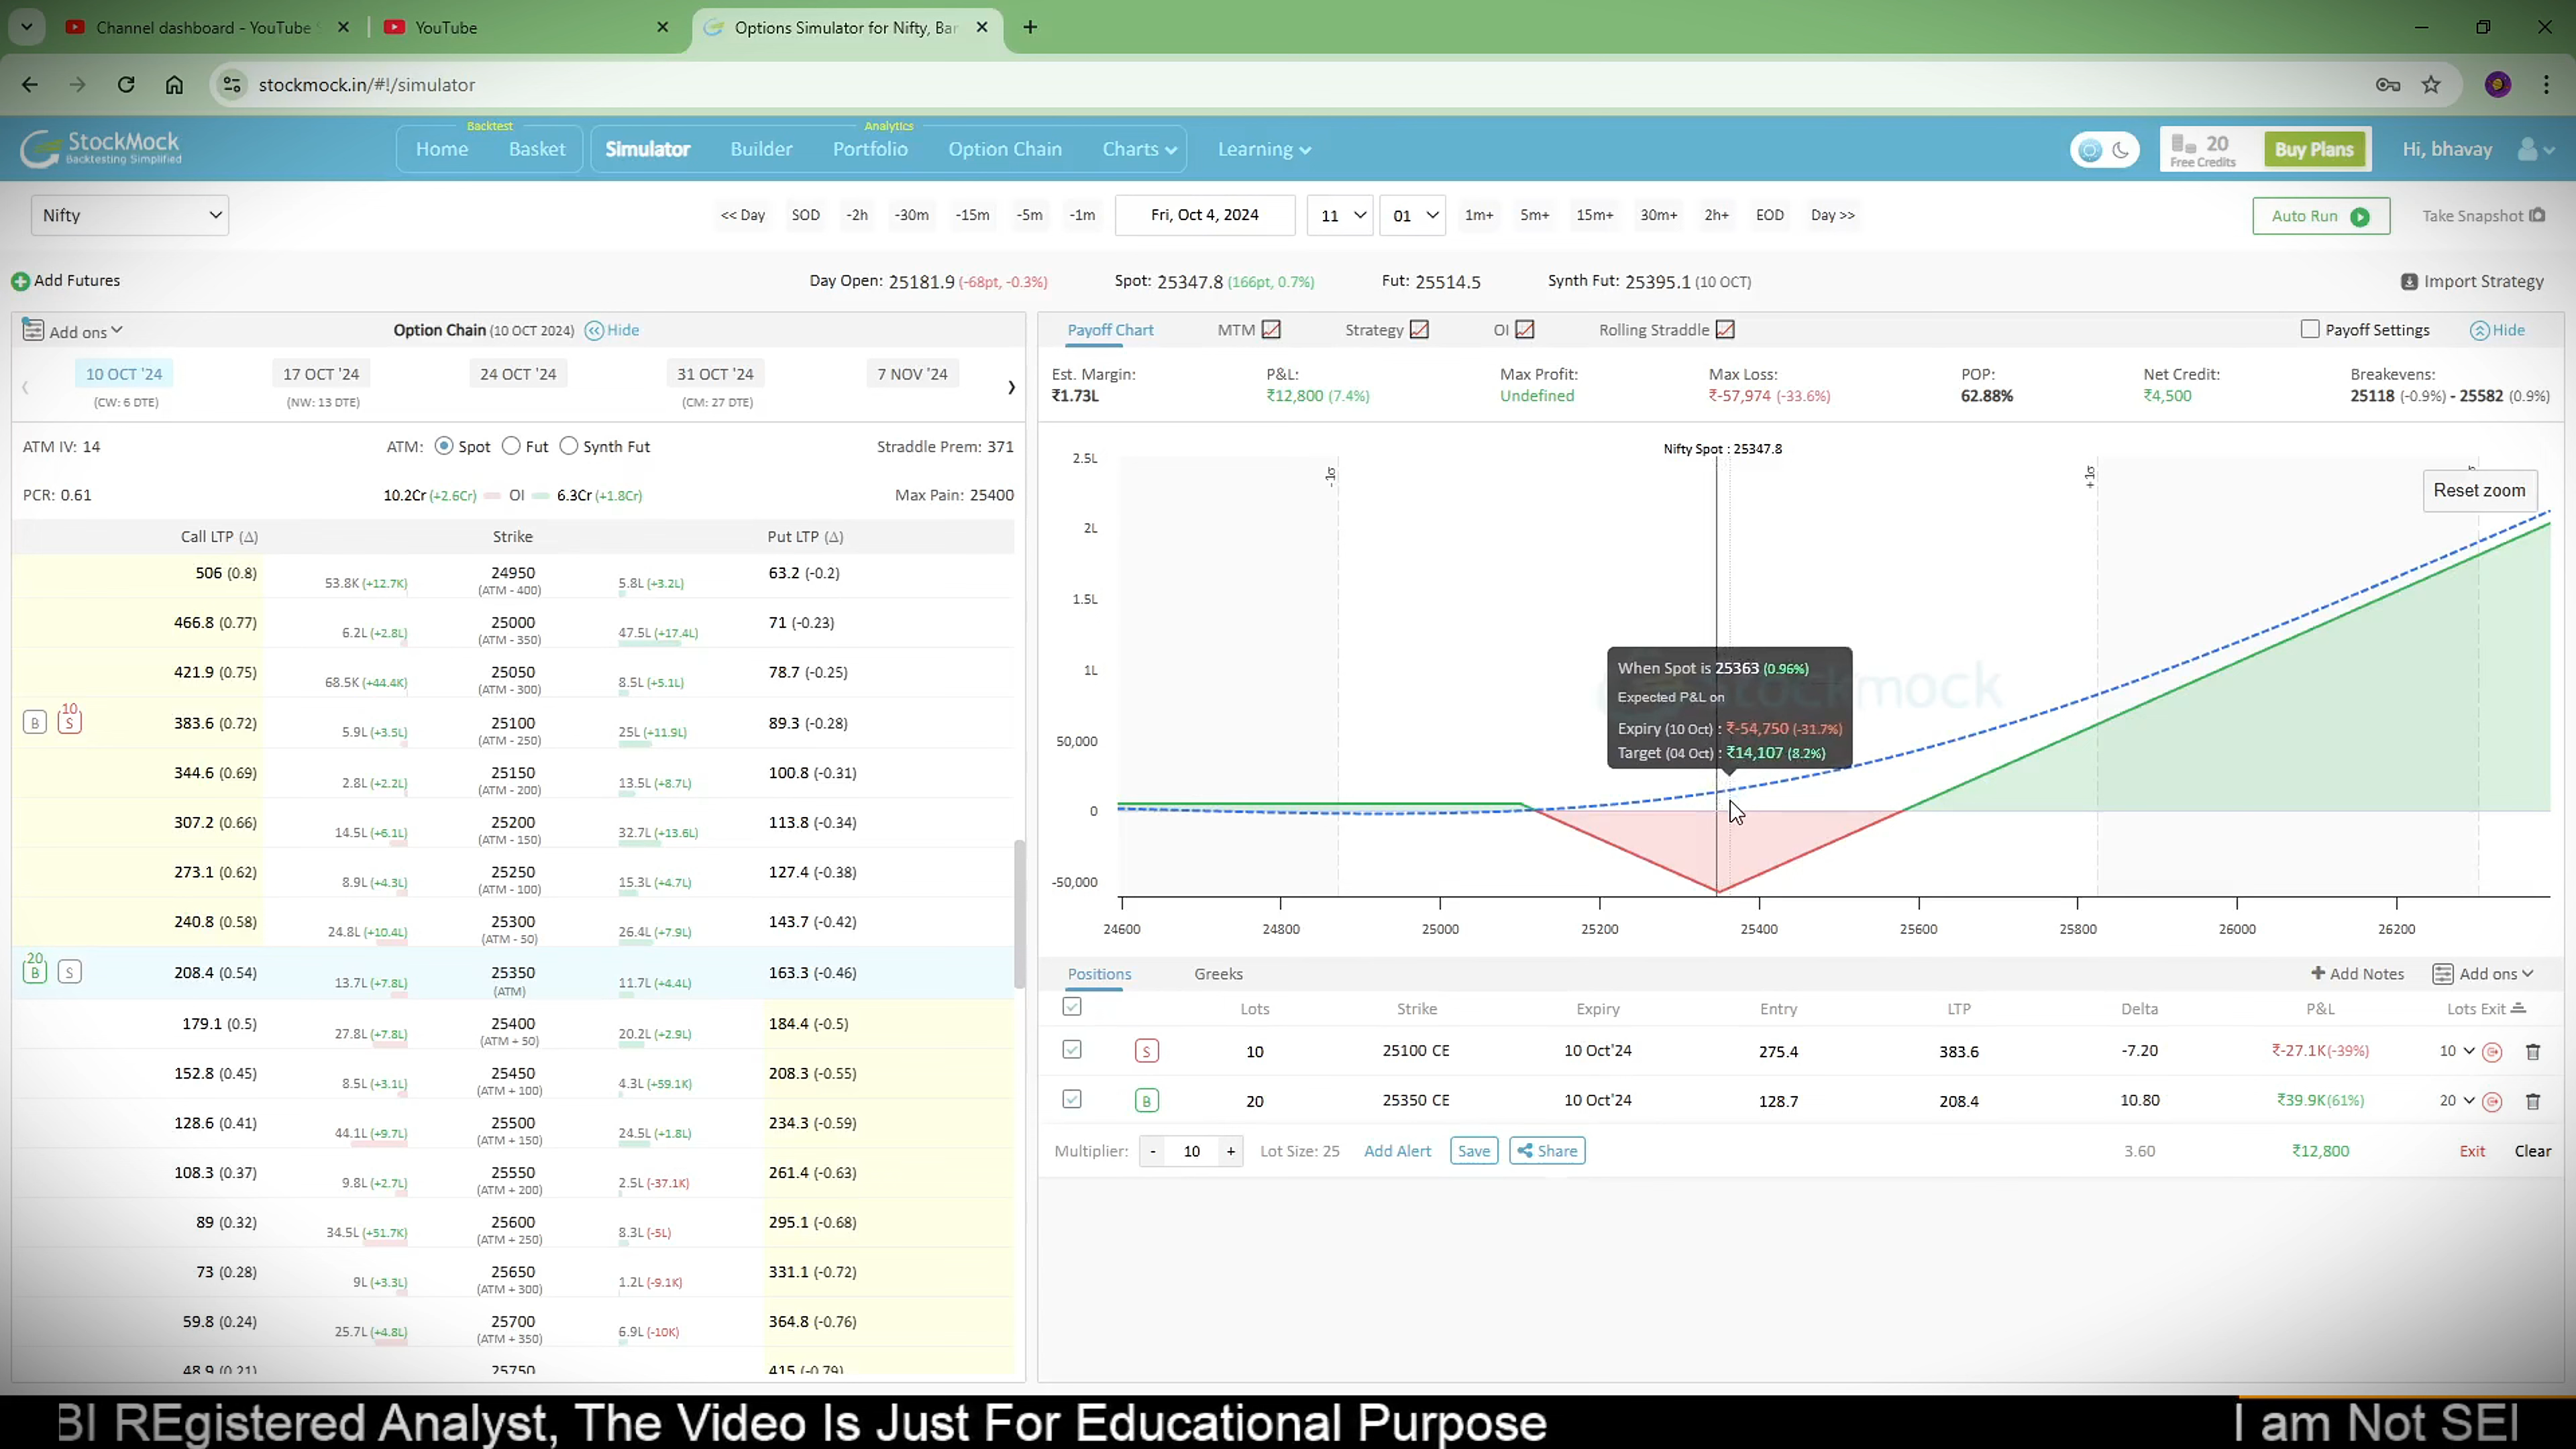 Channel dashboard - YouTube S
YouTube
Options Simulator for Nifty, Ban
stockmock.in/#!/simulator
StockMock
Backtesting Simplified
Backtest
Home
Basket
Analytics
Simulator
Builder
Portfolio
Option Chain
Charts
Learning
20
Free Credits
Buy Plans
Hi, bhavay
Nifty
<< Day
SOD
-2h
-30m
-15m
-5m
-1m
Fri, Oct 4, 2024
11
01
1m+
5m+
15m+
30m+
2h+
EOD
Day >>
Auto Run
Take Snapshot
Add Futures
Day Open: 25181.9 (-68pt, -0.3%)
Spot: 25347.8 (166pt, 0.7%)
Fut: 25514.5
Synth Fut: 25395.1 (10 OCT)
Import Strategy
Add ons
Option Chain (10 OCT 2024)
Hide
10 OCT '24
17 OCT '24
24 OCT '24
31 OCT '24
7 NOV '24
(CW: 6 DTE)
(NW: 13 DTE)
(CM: 27 DTE)
ATM IV: 14
ATM: Spot Fut Synth Fut
Straddle Prem: 371
PCR: 0.61
10.2Cr (+2.6Cr) OI 6.3Cr (+1.8Cr)
Max Pain: 25400
Call LTP (Δ) Strike Put LTP (Δ)
506 (0.8) 53.8K (+12.7K) 24950 5.8L (+3.2L) 63.2 (-0.2)
(ATM - 400)
466.8 (0.77) 6.2L (+2.8L) 25000 47.5L (+17.4L) 71 (-0.23)
(ATM - 350)
421.9 (0.75) 68.5K (+44.4K) 25050 8.5L (+5.1L) 78.7 (-0.25)
(ATM - 300)
B 10 S 383.6 (0.72) 5.9L (+3.5L) 25100 25L (+11.9L) 89.3 (-0.28)
(ATM - 250)
344.6 (0.69) 2.8L (+2.2L) 25150 13.5L (+8.7L) 100.8 (-0.31)
(ATM - 200)
307.2 (0.66) 14.5L (+6.1L) 25200 32.7L (+13.6L) 113.8 (-0.34)
(ATM - 150)
273.1 (0.62) 8.9L (+4.3L) 25250 15.3L (+4.7L) 127.4 (-0.38)
(ATM - 100)
240.8 (0.58) 24.8L (+10.4L) 25300 26.4L (+7.9L) 143.7 (-0.42)
(ATM - 50)
20 B S 208.4 (0.54) 13.7L (+7.8L) 25350 11.7L (+4.4L) 163.3 (-0.46)
(ATM)
179.1 (0.5) 27.8L (+7.8L) 25400 20.2L (+2.9L) 184.4 (-0.5)
(ATM + 50)
152.8 (0.45) 8.5L (+3.1L) 25450 4.3L (+59.1K) 208.3 (-0.55)
(ATM + 100)
128.6 (0.41) 44.1L (+9.7L) 25500 24.5L (+1.8L) 234.3 (-0.59)
(ATM + 150)
108.3 (0.37) 9.8L (+2.7L) 25550 2.5L (-37.1K) 261.4 (-0.63)
(ATM + 200)
89 (0.32) 34.5L (+51.7K) 25600 8.3L (-5L) 295.1 (-0.68)
(ATM + 250)
73 (0.28) 9L (+3.3L) 25650 1.2L (-9.1K) 331.1 (-0.72)
(ATM + 300)
59.8 (0.24) 25.7L (+4.8L) 25700 6.9L (-10K) 364.8 (-0.76)
(ATM + 350)
48.9 (0.21) 25750 415 (-0.79)
Payoff Chart
MTM
Strategy
OI
Rolling Straddle
Payoff Settings
Hide
Est. Margin: P&L: Max Profit: Max Loss: POP: Net Credit: Breakevens:
₹1.73L ₹12,800 (7.4%) Undefined ₹-57,974 (-33.6%) 62.88% ₹4,500 25118 (-0.9%) - 25582 (0.9%)
Nifty Spot : 25347.8
2.5L
2L
1.5L
1L
50,000
0
-50,000
-1σ
+1σ
Reset zoom
stockmock
When Spot is 25363 (0.96%)
Expected P&L on
Expiry (10 Oct) : ₹-54,750 (-31.7%)
Target (04 Oct) : ₹14,107 (8.2%)
24600 24800 25000 25200 25400 25600 25800 26000 26200
Positions
Greeks
Add Notes
Add ons
Lots Strike Expiry Entry LTP Delta P&L Lots Exit
S 10 25100 CE 10 Oct'24 275.4 383.6 -7.20 ₹-27.1K(-39%) 10
B 20 25350 CE 10 Oct'24 128.7 208.4 10.80 ₹39.9K(61%) 20
Multiplier: - 10 + Lot Size: 25 Add Alert Save Share 3.60 ₹12,800 Exit Clear
BI REgistered Analyst, The Video Is Just For Educational Purpose
I am Not SEI